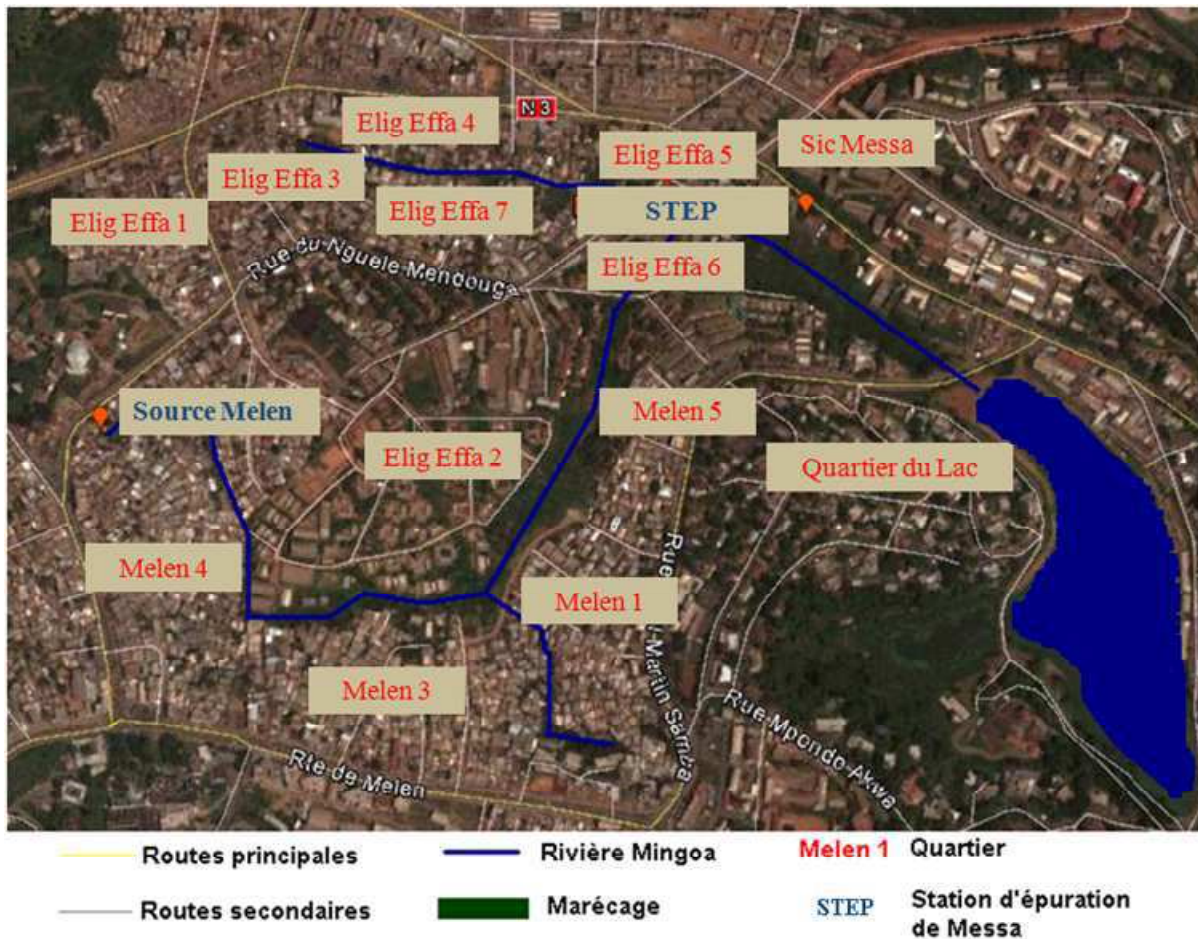 N 3
Elig Effa 4
Elig Effa 5
Sic Messa
Elig Effa 3
Elig Effa 7
STEP
Elig Effa 1
Elig Effa 6
Rue du Nguele Mendouga
Source Melen
Melen 5
Elig Effa 2
Quartier du Lac
Melen 4
Melen 1
Melen 3
Rue
Martin Samba
Rue Mpondo Akwa
Rte de Melen
Routes principales
Rivière Mingoa
Melen 1 Quartier
Routes secondaires
Marécage
STEP Station d'épuration
de Messa